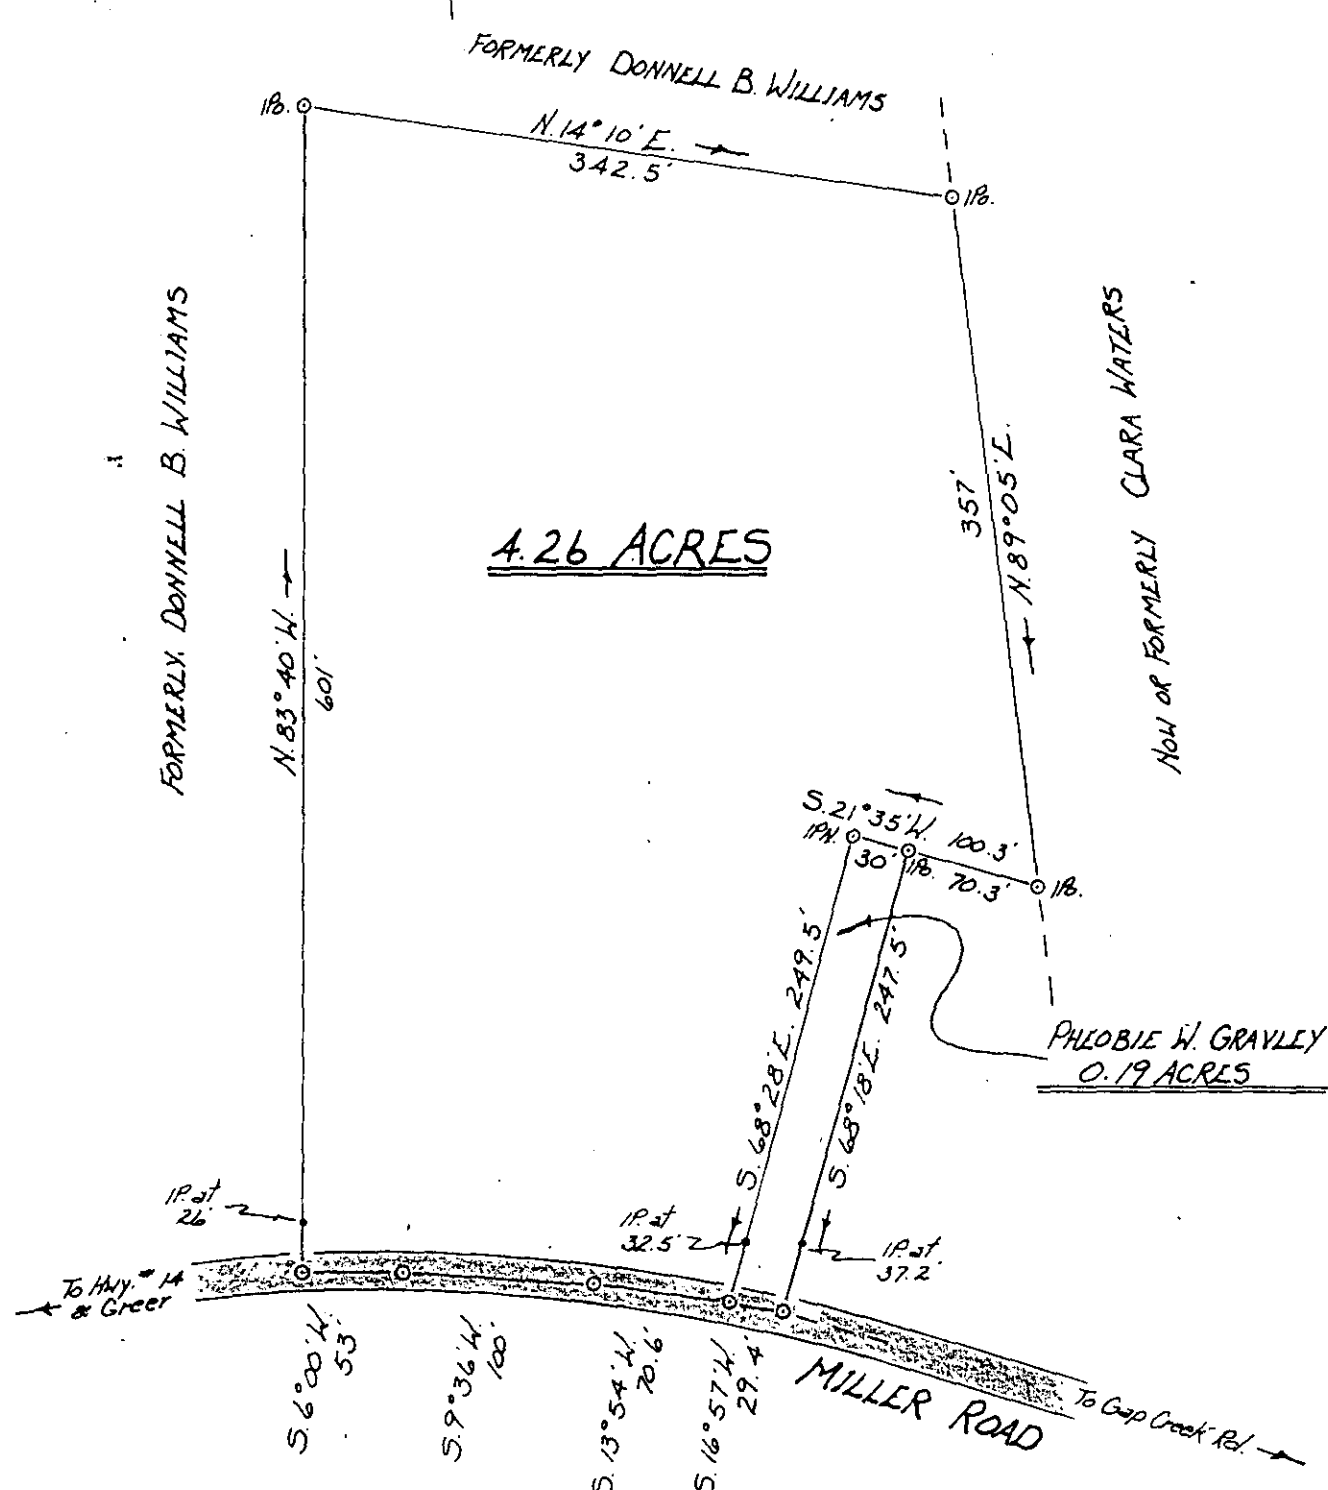 FORMERLY DONNELL B. WILLIAMS
IPo.
N. 14° 10' E.
342.5'
IPo.
FORMERLY DONNELL B. WILLIAMS
N. 83° 40' W.
601'
4.26 ACRES
357'
N. 89° 05' E.
NOW OR FORMERLY CLARA WATERS
S. 21° 35' W. 100.3'
IPN.
30'
IPo.
70.3'
IPo.
S. 68° 28' E. 249.5'
S. 68° 18' E. 247.5'
PHEOBIE W. GRAVLEY
0.19 ACRES
IP. at
26'
IP. at
32.5'
IP. at
37.2'
To Hwy. # 14
& Greer
S. 6° 00' W.
53'
S. 9° 36' W.
100'
S. 13° 54' W.
70.6'
S. 16° 57' W.
29.4'
MILLER ROAD
To Gap Creek Rd.